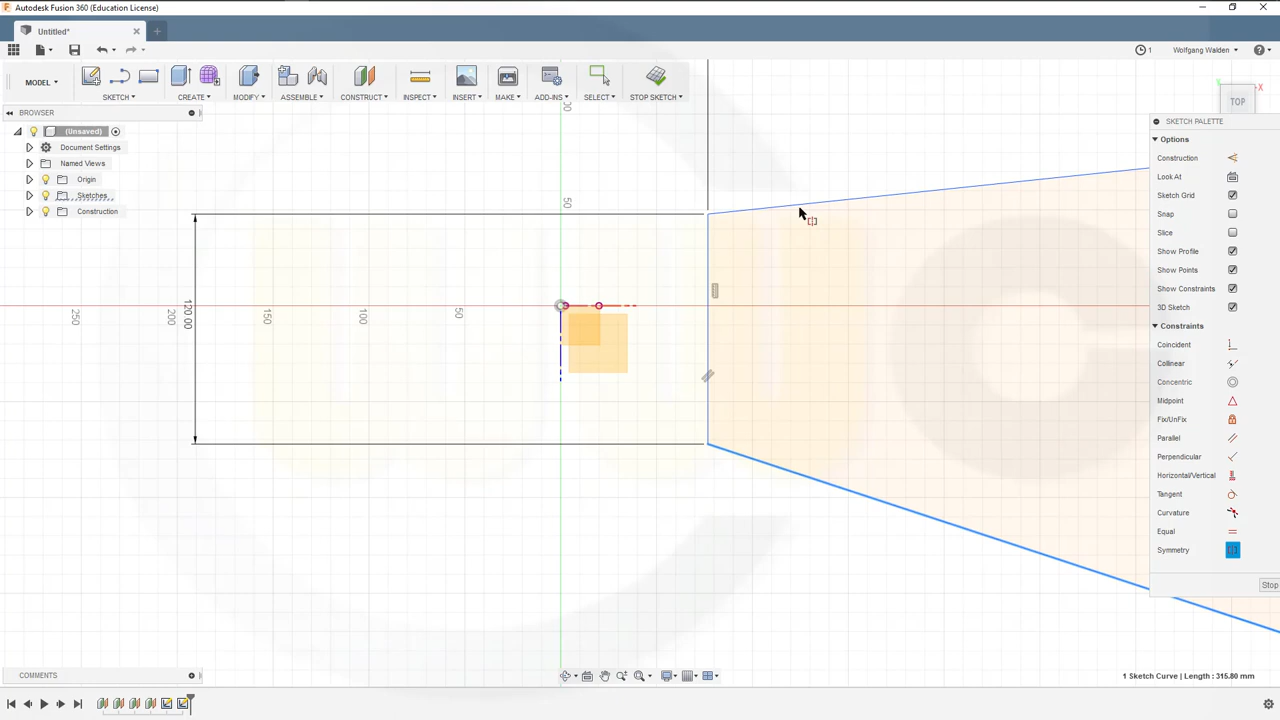 Autodesk Fusion 360 (Education License)
Untitled*
1
Wolfgang Walden
MODEL
SKETCH
CREATE
MODIFY
ASSEMBLE
CONSTRUCT
INSPECT
INSERT
MAKE
ADD-INS
SELECT
STOP SKETCH
BROWSER
(Unsaved)
Document Settings
Named Views
Origin
Sketches
Construction
TOP
X
Y
SKETCH PALETTE
Options
Construction
Look At
Sketch Grid
Snap
Slice
Show Profile
Show Points
Show Constraints
3D Sketch
Constraints
Coincident
Collinear
Concentric
Midpoint
Fix/UnFix
Parallel
Perpendicular
Horizontal/Vertical
Tangent
Curvature
Equal
Symmetry
Stop
50
120.00
250
200
150
100
50
COMMENTS
1 Sketch Curve | Length : 315.80 mm